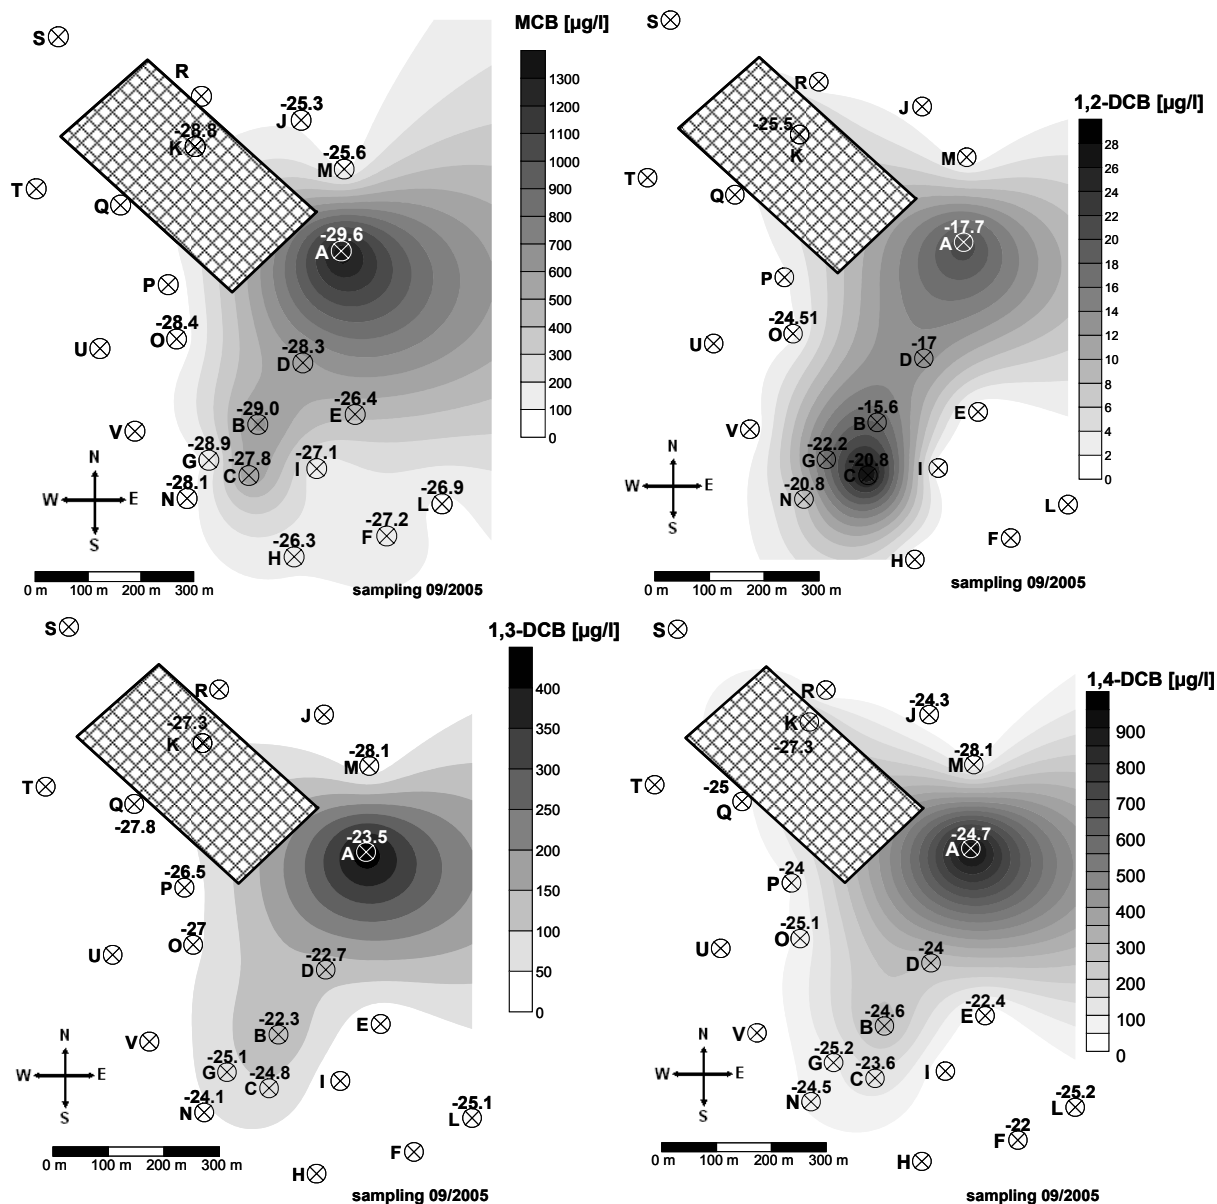 MCB [µg/l]
S
R
-25.3
J
-28.8
K
-25.6
M
T
Q
-29.6
A
P
-28.4
O
U
-28.3
D
-29.0
B
-26.4
E
V
-28.9
G
-27.8
C
-27.1
I
-28.1
N
-26.9
L
-27.2
F
-26.3
H
N
W E
S
1300
1200
1100
1000
900
800
700
600
500
400
300
200
100
0
0 m 100 m 200 m 300 m
sampling 09/2005
1,2-DCB [µg/l]
S
R
J
-25.5
K
M
T
Q
-17.7
A
P
-24.51
O
U
-17
D
-15.6
B
E
V
-22.2
G
-20.8
C
I
-20.8
N
L
F
H
N
W E
S
28
26
24
22
20
18
16
14
12
10
8
6
4
2
0
0 m 100 m 200 m 300 m
sampling 09/2005
1,3-DCB [µg/l]
S
R
J
-27.3
K
-28.1
M
T
Q
-27.8
-23.5
A
-26.5
P
-27
O
U
-22.7
D
-22.3
B
E
V
-25.1
G
-24.8
C
I
-24.1
N
-25.1
L
F
H
N
W E
S
400
350
300
250
200
150
100
50
0
0 m 100 m 200 m 300 m
sampling 09/2005
1,4-DCB [µg/l]
S
R
-24.3
J
K
-27.3
-28.1
M
T
-25
Q
-24.7
A
-24
P
-25.1
O
U
-24
D
-24.6
B
-22.4
E
V
-25.2
G
-23.6
C
I
-24.5
N
-25.2
L
-22
F
H
N
W E
S
900
800
700
600
500
400
300
200
100
0
0 m 100 m 200 m 300 m
sampling 09/2005